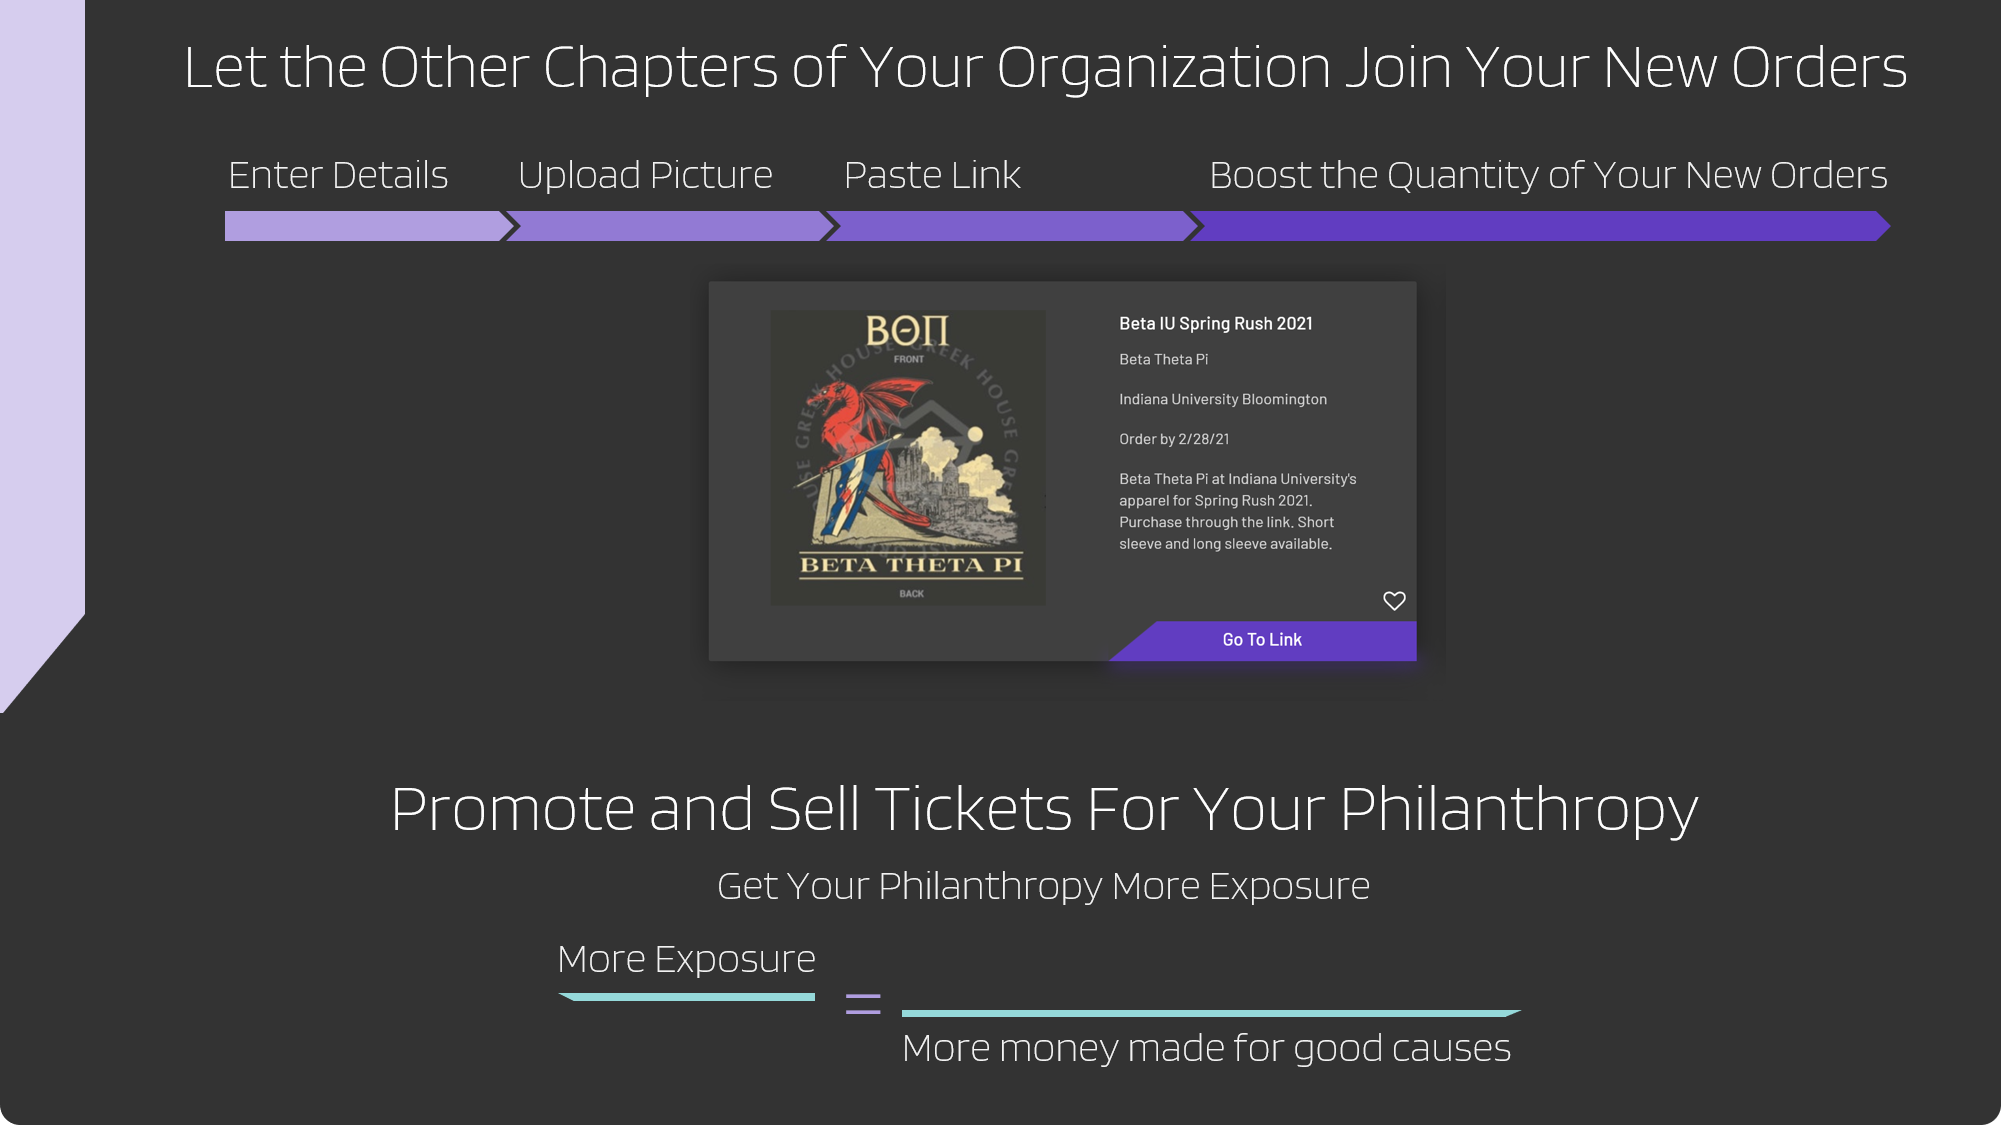 Let the Other Chapters of Your Organization Join Your New Orders
Enter Details
Upload Picture
Paste Link
Boost the Quantity of Your New Orders
ΒΘΠ
FRONT
USE GREEK HOUSE GREEK HOUSE GRE
BETA THETA PI
BACK
Beta IU Spring Rush 2021
Beta Theta Pi
Indiana University Bloomington
Order by 2/28/21
Beta Theta Pi at Indiana University's
apparel for Spring Rush 2021.
Purchase through the link. Short
sleeve and long sleeve available.
Go To Link
Promote and Sell Tickets For Your Philanthropy
Get Your Philanthropy More Exposure
More Exposure
=
More money made for good causes